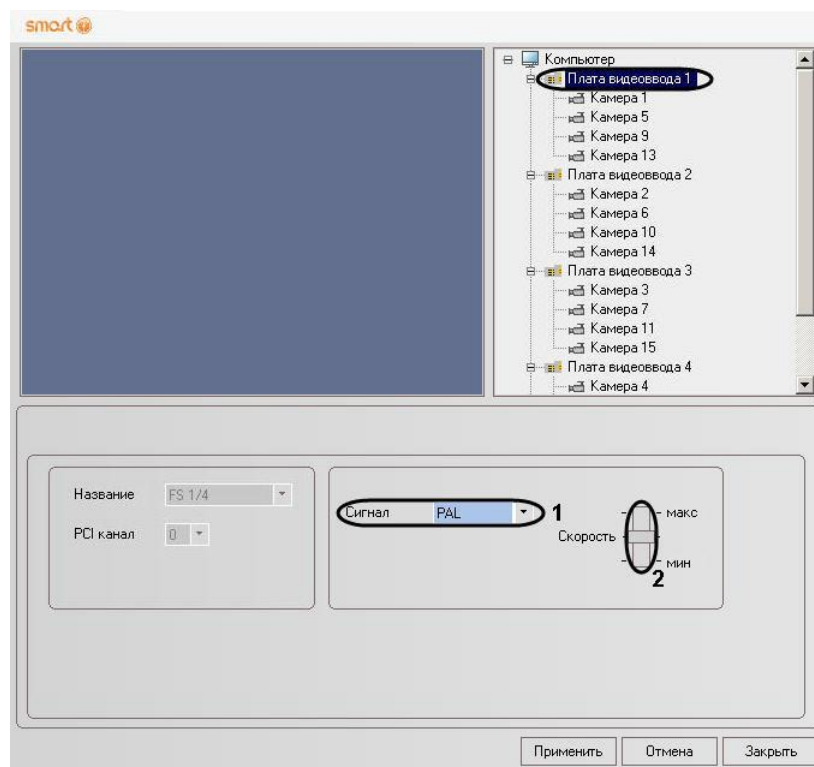 smart
Компьютер
Плата видеоввода 1
Камера 1
Камера 5
Камера 9
Камера 13
Плата видеоввода 2
Камера 2
Камера 6
Камера 10
Камера 14
Плата видеоввода 3
Камера 3
Камера 7
Камера 11
Камера 15
Плата видеоввода 4
Камера 4
Название FS 1/4
PCI канал 0
Сигнал PAL 1
Скорость
макс
мин
2
Применить Отмена Закрыть